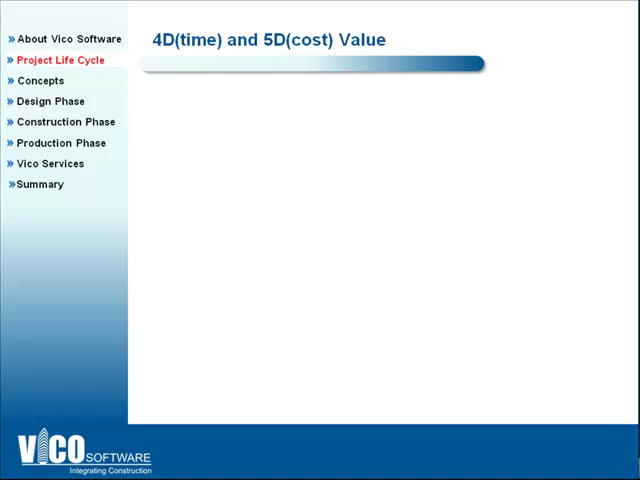 About Vico Software
Project Life Cycle
Concepts
Design Phase
Construction Phase
Production Phase
Vico Services
Summary
4D(time) and 5D(cost) Value
VICO SOFTWARE
Integrating Construction